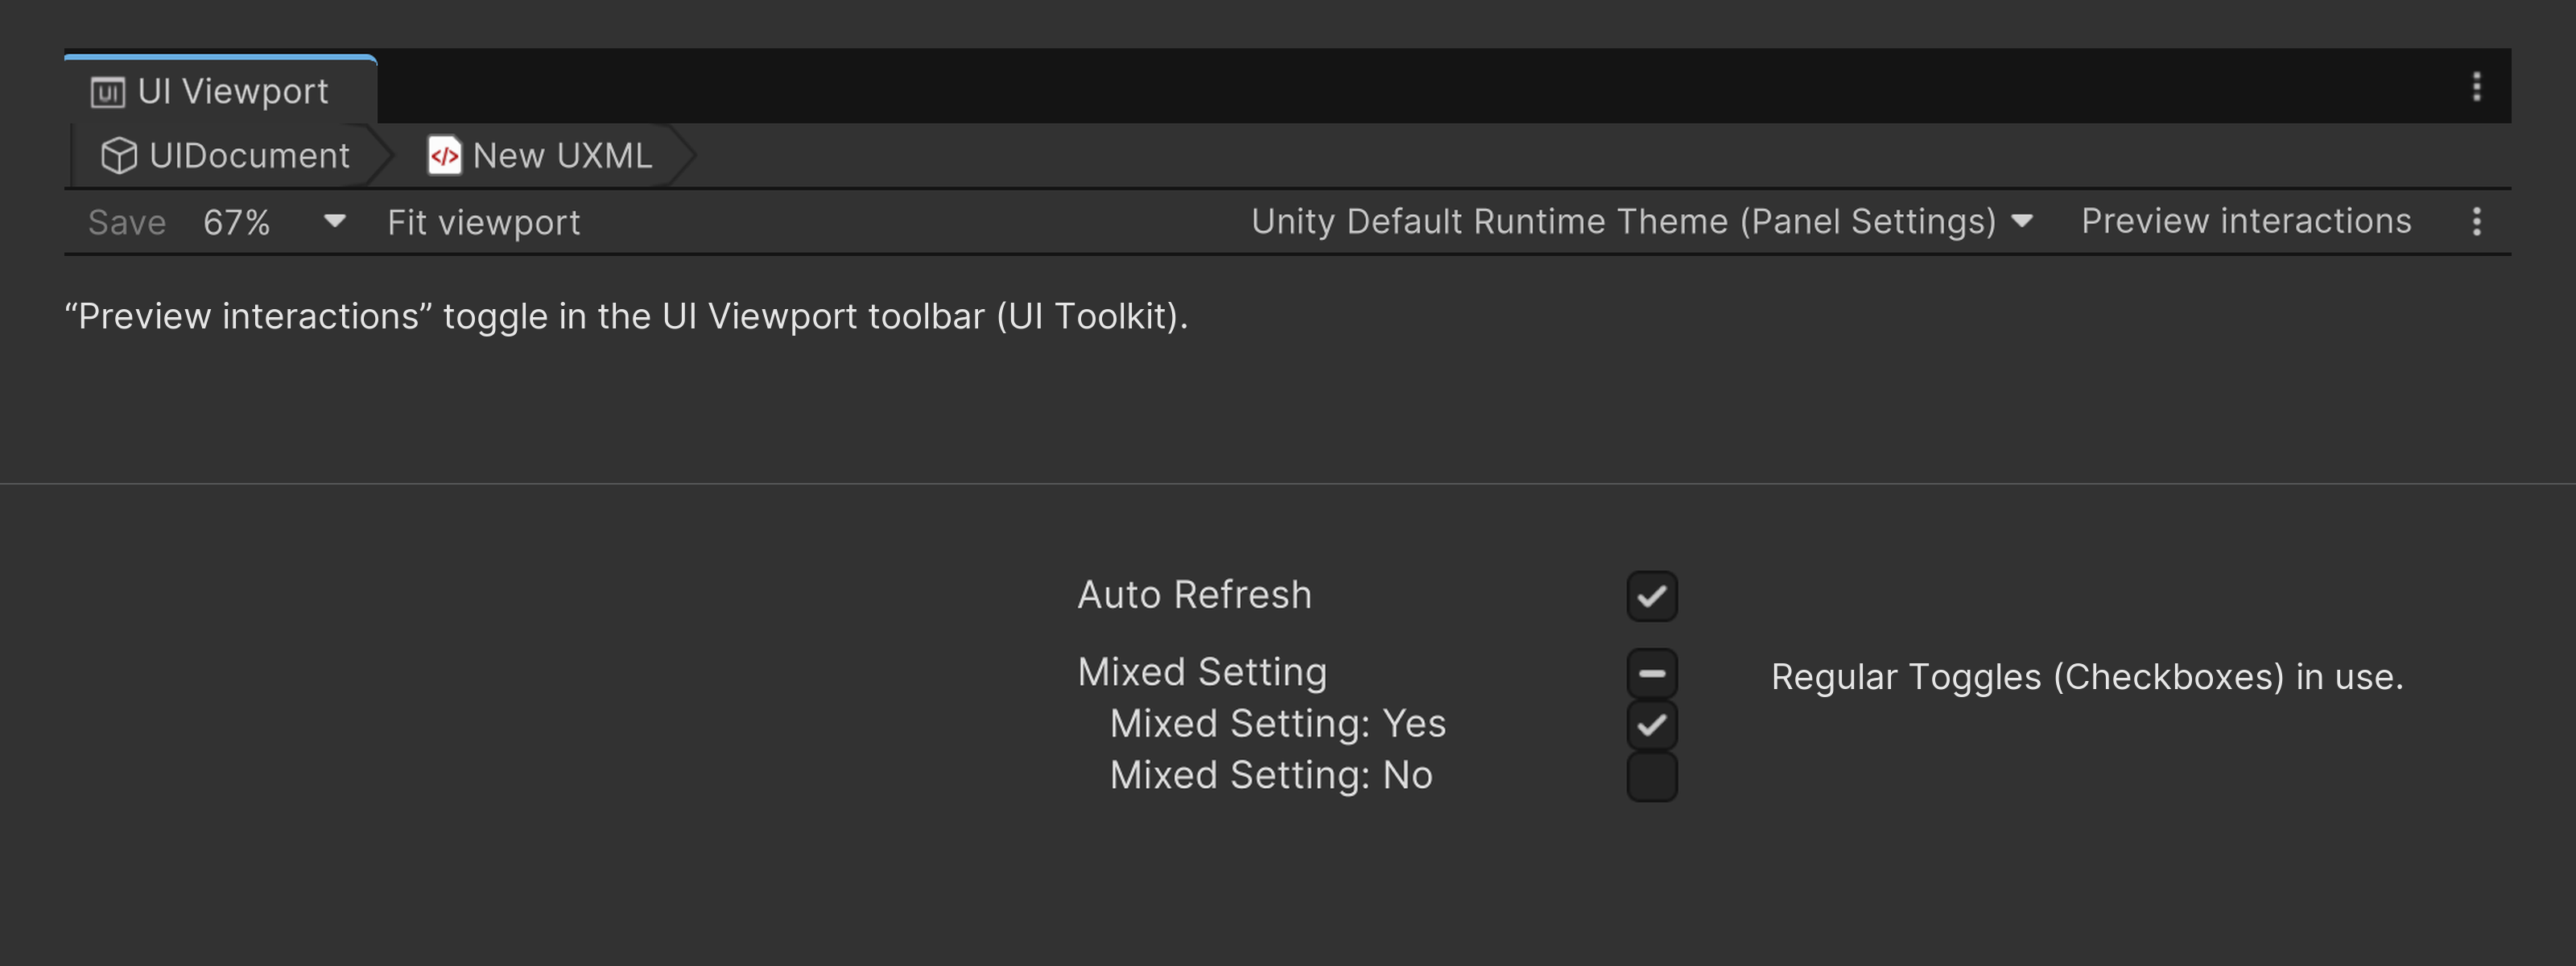 UI UI Viewport
UIDocument </> New UXML
Save 67% Fit viewport Unity Default Runtime Theme (Panel Settings) Preview interactions
“Preview interactions” toggle in the UI Viewport toolbar (UI Toolkit).
Auto Refresh
Mixed Setting
Regular Toggles (Checkboxes) in use.
Mixed Setting: Yes
Mixed Setting: No